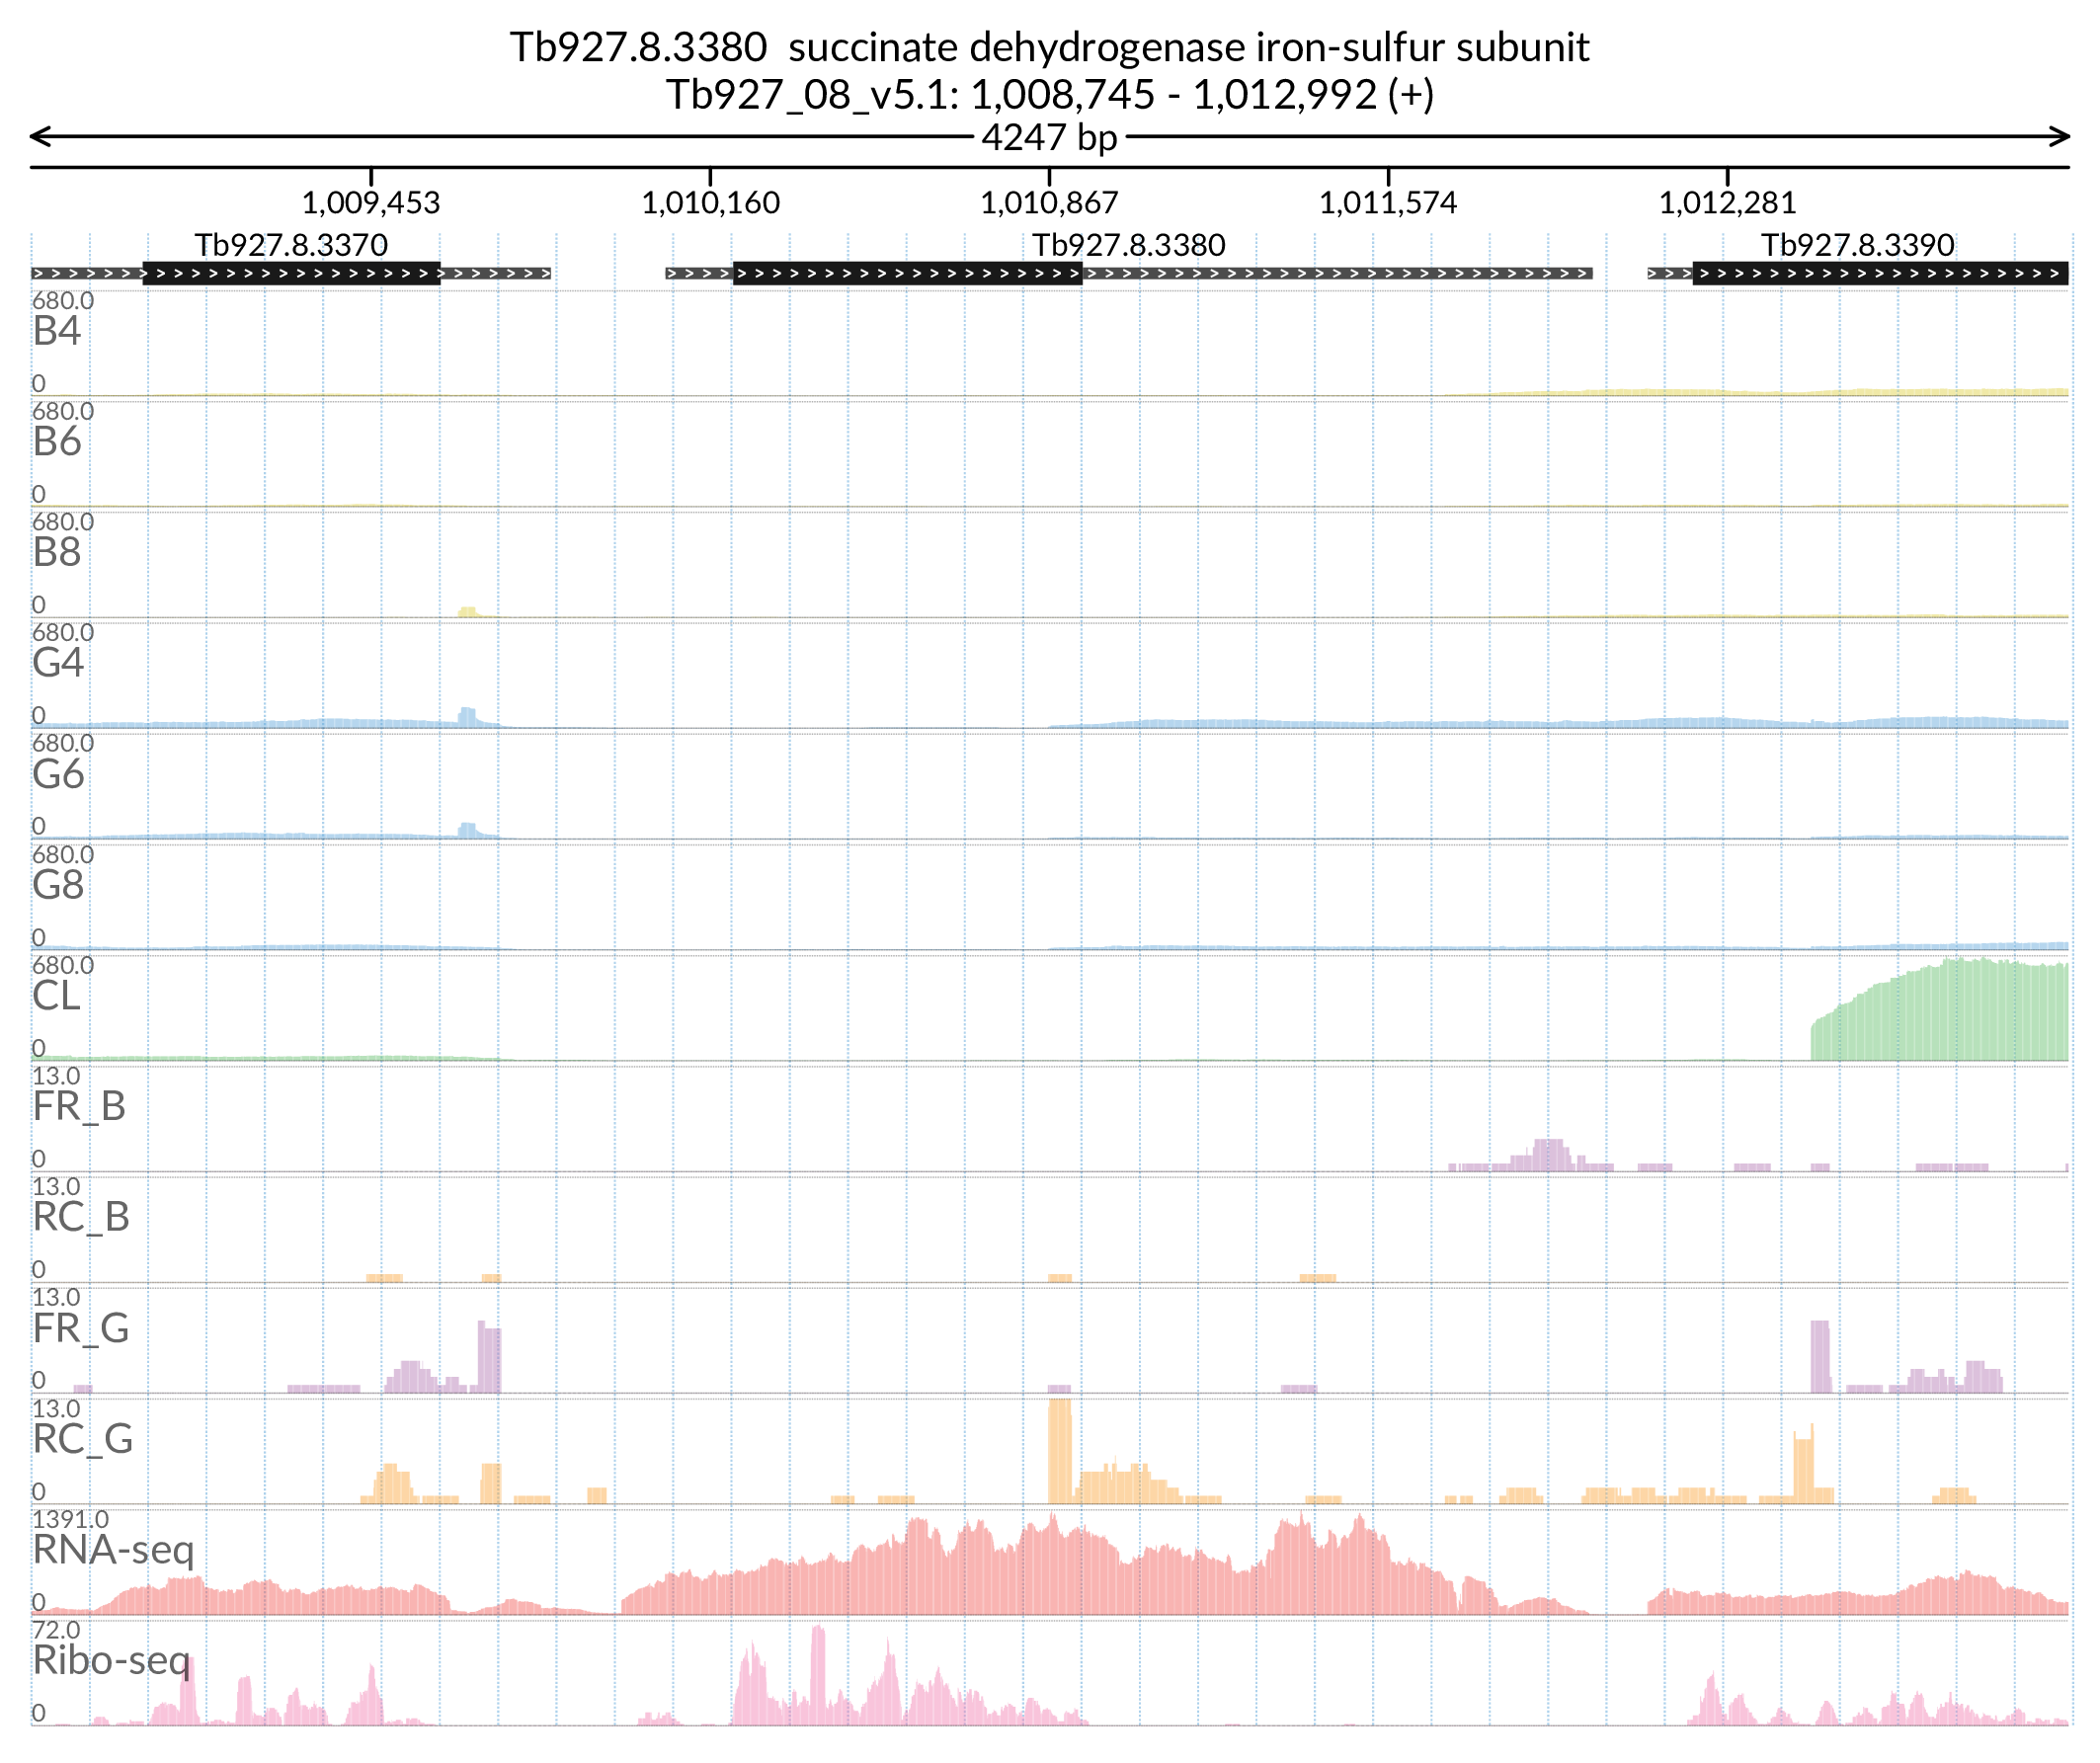 Tb927.8.3380 succinate dehydrogenase iron-sulfur subunit
Tb927_08_v5.1: 1,008,745 - 1,012,992 (+)
4247 bp
1,009,453 1,010,160 1,010,867 1,011,574 1,012,281
Tb927.8.3370 Tb927.8.3380 Tb927.8.3390
680.0
B4
0
680.0
B6
0
680.0
B8
0
680.0
G4
0
680.0
G6
0
680.0
G8
0
680.0
CL
0
13.0
FR_B
0
13.0
RC_B
0
13.0
FR_G
0
13.0
RC_G
0
1391.0
RNA-seq
0
72.0
Ribo-seq
0